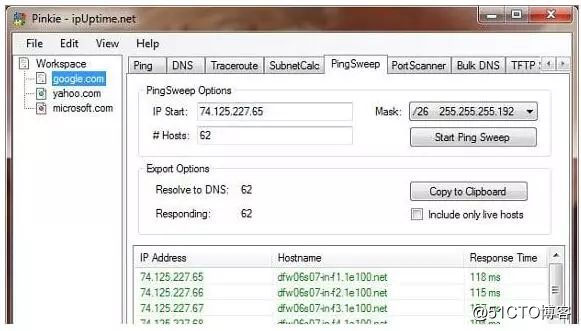 Pinkie - ipUptime.net
File Edit View Help
Workspace
google.com
yahoo.com
microsoft.com
Ping DNS Traceroute SubnetCalc PingSweep PortScanner Bulk DNS TFTP
PingSweep Options
IP Start: 74.125.227.65 Mask: /26 255.255.255.192
# Hosts: 62 Start Ping Sweep
Export Options
Resolve to DNS: 62 Copy to Clipboard
Responding: 62 Include only live hosts
IP Address Hostname Response Time
74.125.227.65 dfw06s07-in-f1.1e100.net 118 ms
74.125.227.66 dfw06s07-in-f2.1e100.net 115 ms
74.125.227.67 dfw06s07-in-f3.1e100.net
@51CTO博客